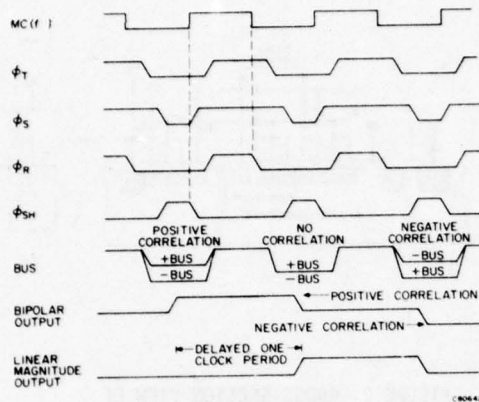 MC(f)
ϕT
ϕS
ϕR
ϕSH
POSITIVE CORRELATION
NO CORRELATION
NEGATIVE CORRELATION
BUS
+BUS
-BUS
+BUS
-BUS
-BUS
+BUS
BIPOLAR OUTPUT
POSITIVE CORRELATION
NEGATIVE CORRELATION
DELAYED ONE CLOCK PERIOD
LINEAR MAGNITUDE OUTPUT